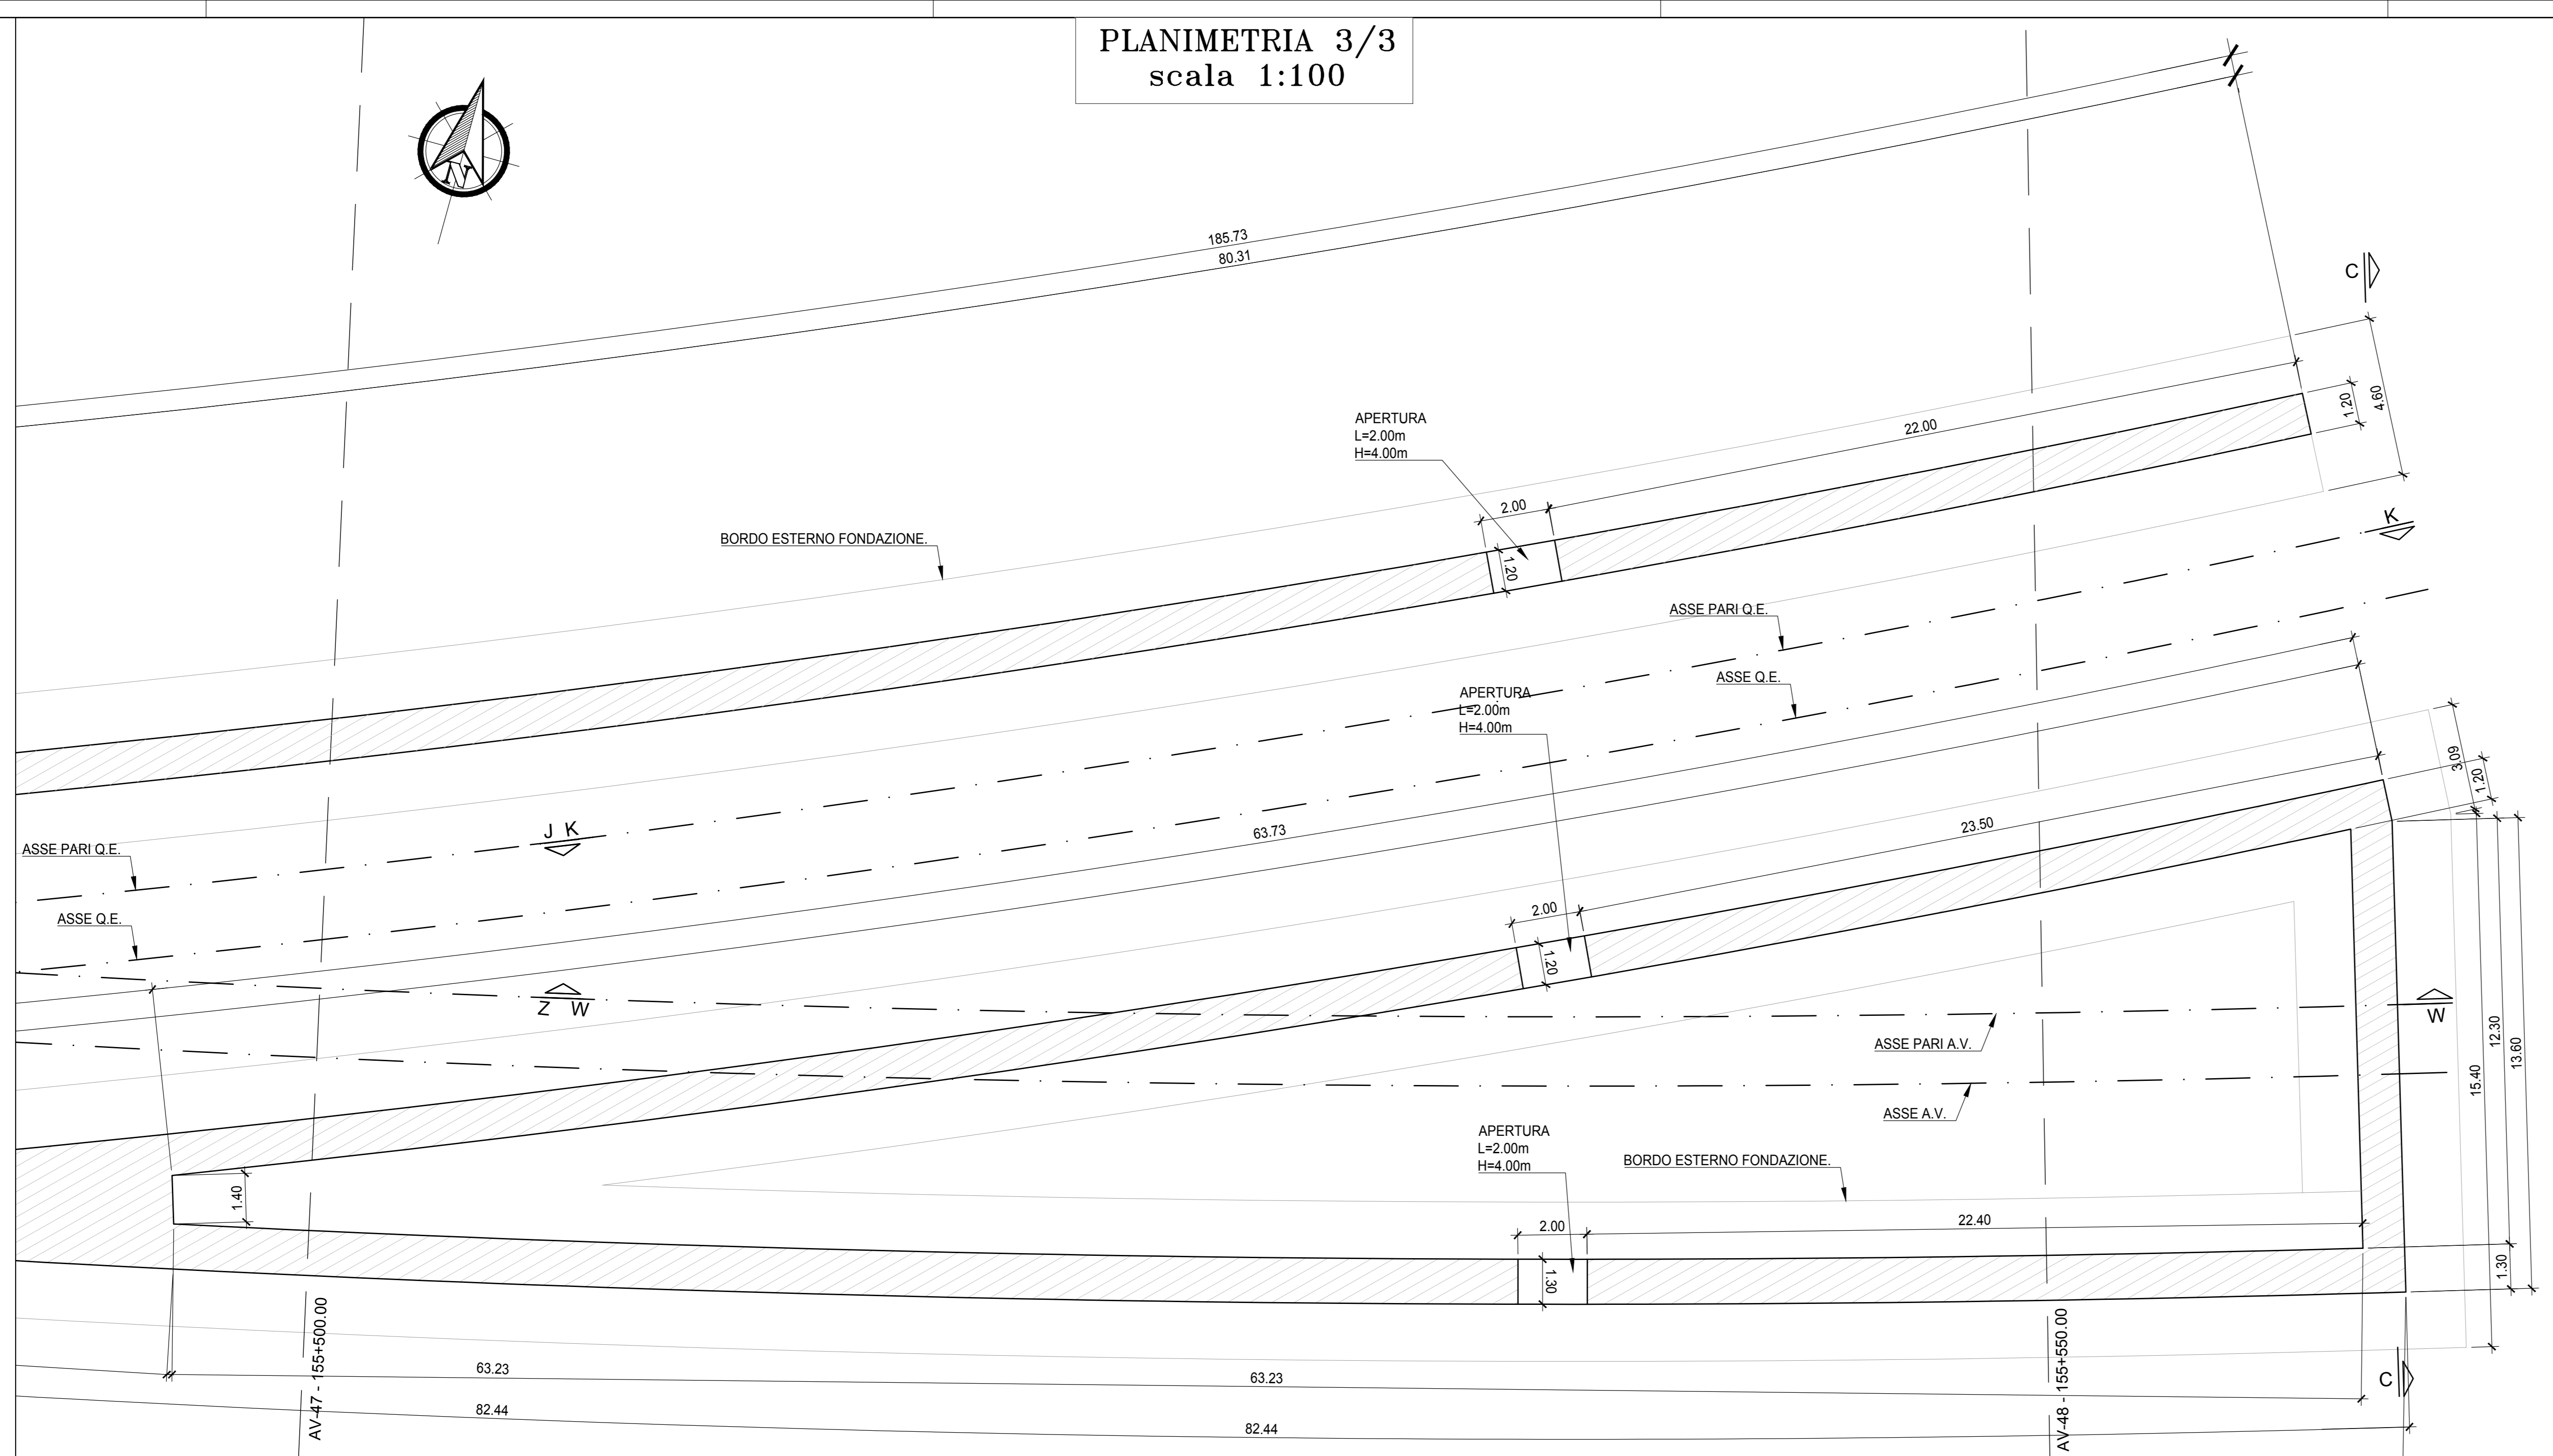 PLANIMETRIA 3/3
scala 1:100
N
185.73
80.31
C
1.20
4.60
APERTURA
L=2.00m
H=4.00m
22.00
2.00
1.20
K
BORDO ESTERNO FONDAZIONE.
ASSE PARI Q.E.
ASSE Q.E.
APERTURA
L=2.00m
H=4.00m
3.09
1.20
J K
63.73
23.50
ASSE PARI Q.E.
ASSE Q.E.
2.00
1.20
Z W
W
ASSE PARI A.V.
12.30
13.60
15.40
ASSE A.V.
APERTURA
L=2.00m
H=4.00m
BORDO ESTERNO FONDAZIONE.
1.40
2.00
22.40
1.30
1.30
AV-47 - 155+500.00
AV-48 - 155+550.00
63.23
63.23
C
82.44
82.44